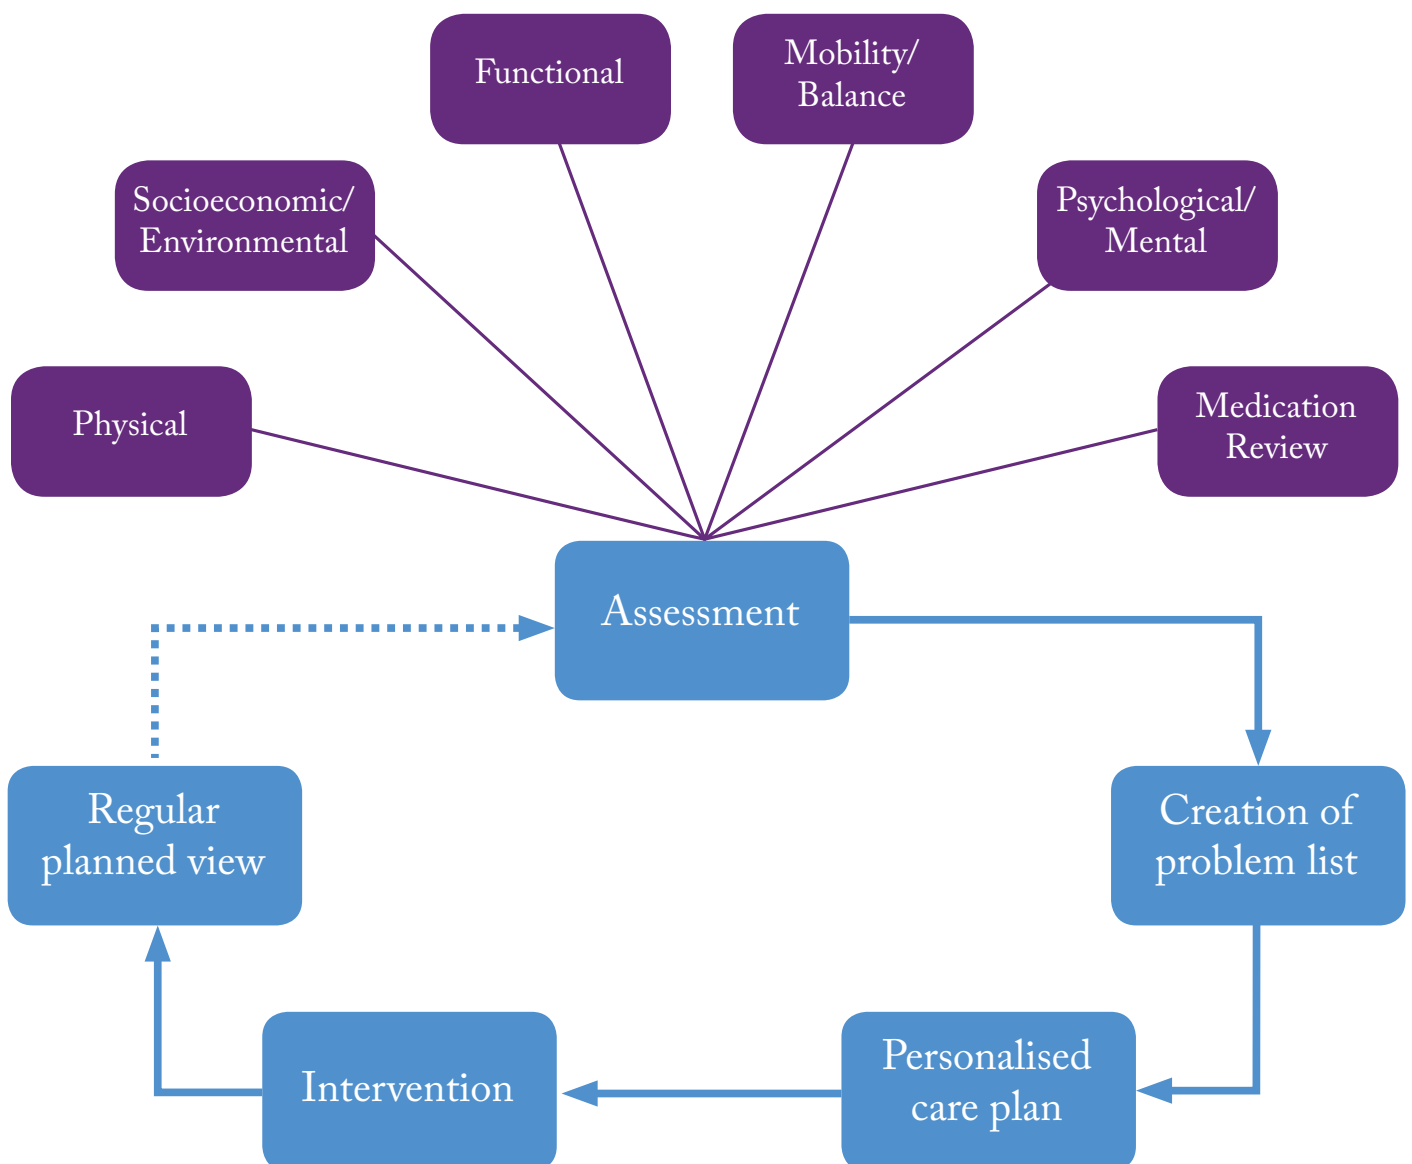 Functional
Mobility/
Balance
Socioeconomic/
Environmental
Psychological/
Mental
Physical
Medication
Review
Assessment
Regular
planned view
Creation of
problem list
Intervention
Personalised
care plan